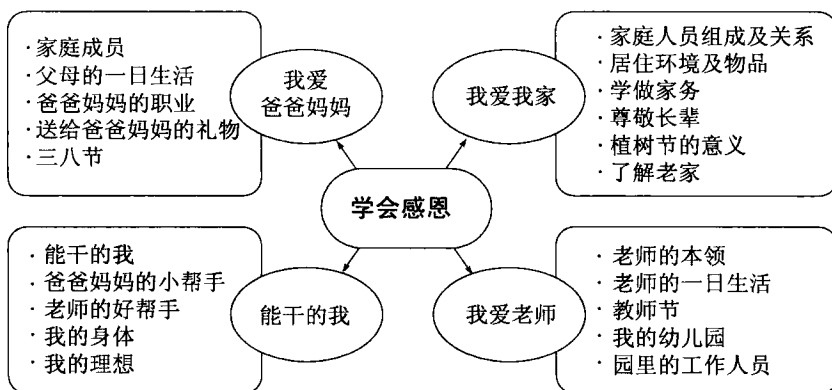 ·家庭成员
·父母的一日生活
·爸爸妈妈的职业
·送给爸爸妈妈的礼物
·三八节
我爱
爸爸妈妈
我爱我家
·家庭人员组成及关系
·居住环境及物品
·学做家务
·尊敬长辈
·植树节的意义
·了解老家
学会感恩
·能干的我
·爸爸妈妈的小帮手
·老师的好帮手
·我的身体
·我的理想
能干的我
我爱老师
·老师的本领
·老师的一日生活
·教师节
·我的幼儿园
·园里的工作人员